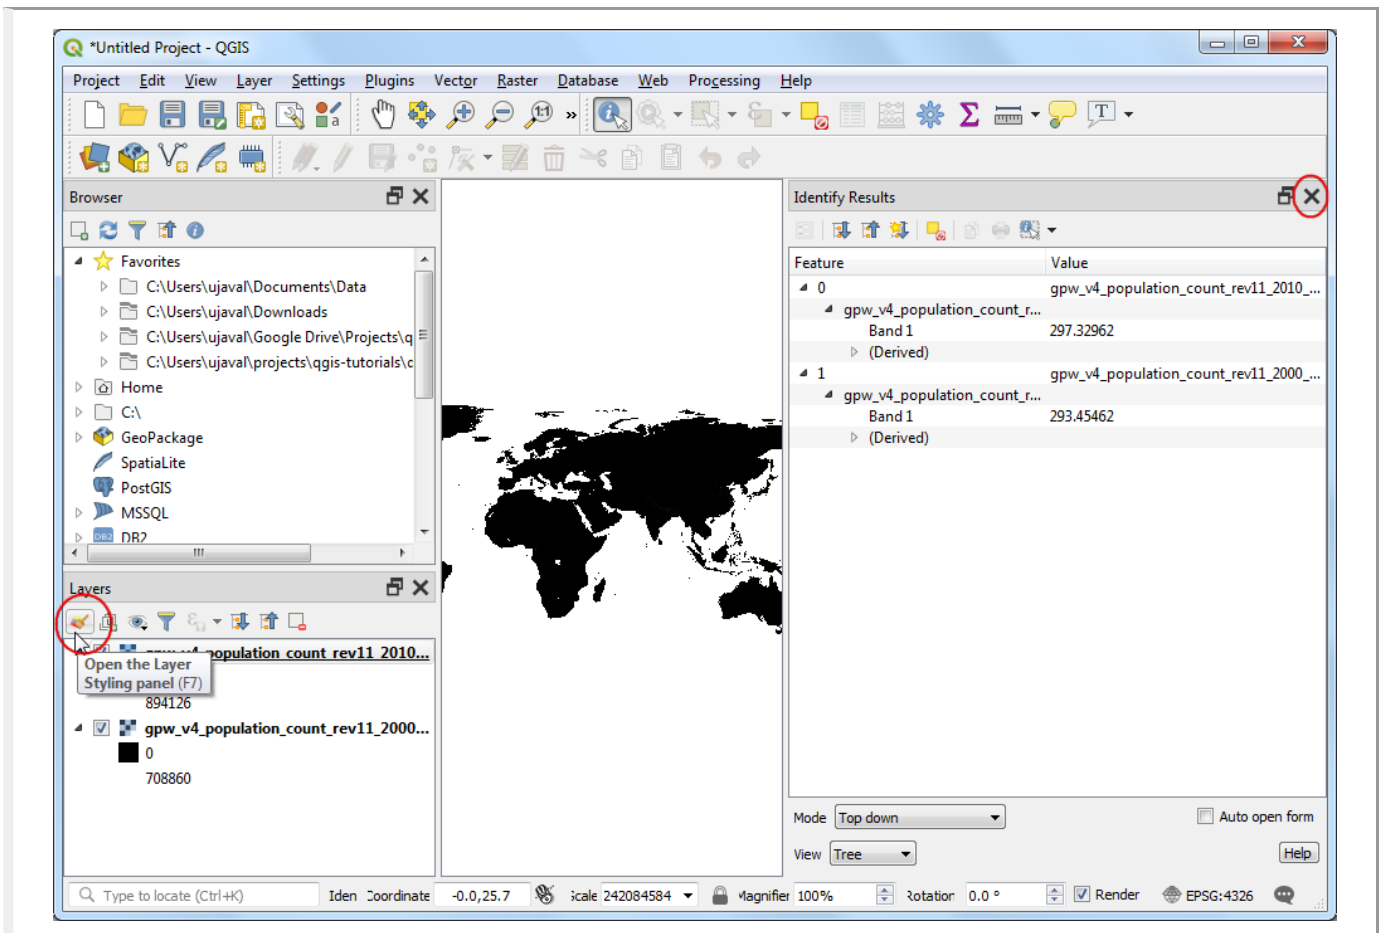 *Untitled Project - QGIS
Project Edit View Layer Settings Plugins Vector Raster Database Web Processing Help
1:1 » T
Browser
Favorites
C:\Users\ujaval\Documents\Data
C:\Users\ujaval\Downloads
C:\Users\ujaval\Google Drive\Projects\q
C:\Users\ujaval\projects\qgis-tutorials\c
Home
C:\
GeoPackage
SpatiaLite
PostGIS
MSSQL
DB2 DB2
Layers
gpw_v4_population_count_rev11_2010...
Open the Layer
Styling panel (F7)
894126
gpw_v4_population_count_rev11_2000...
0
708860
Identify Results
Feature Value
0 gpw_v4_population_count_rev11_2010_...
gpw_v4_population_count_r...
Band 1 297.32962
(Derived)
1 gpw_v4_population_count_rev11_2000_...
gpw_v4_population_count_r...
Band 1 293.45462
(Derived)
Mode Top down Auto open form
View Tree Help
Type to locate (Ctrl+K) Iden Coordinate -0.0,25.7 Scale 242084584 Magnifier 100% Rotation 0.0 ° Render EPSG:4326